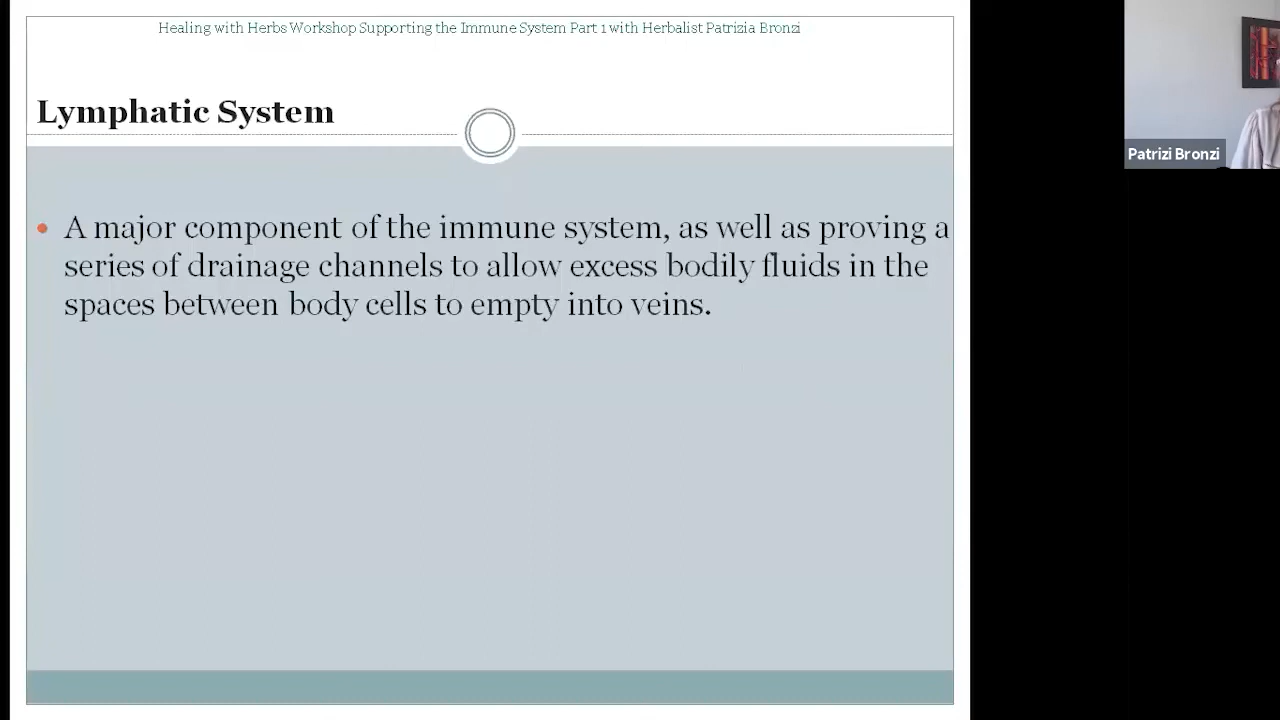 Healing with Herbs Workshop Supporting the Immune System Part 1 with Herbalist Patrizia Bronzi
Lymphatic System
• A major component of the immune system, as well as proving a
series of drainage channels to allow excess bodily fluids in the
spaces between body cells to empty into veins.
Patrizi Bronzi